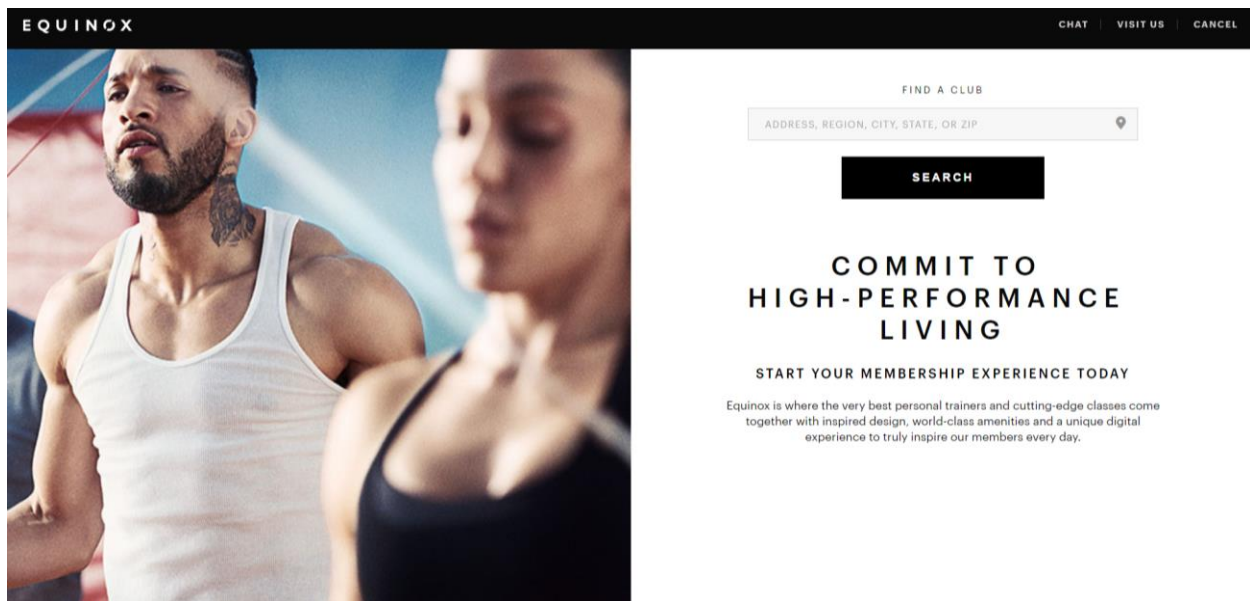 EQUINOX
CHAT
VISIT US
CANCEL
FIND A CLUB
ADDRESS, REGION, CITY, STATE, OR ZIP
SEARCH
COMMIT TO
HIGH-PERFORMANCE
LIVING
START YOUR MEMBERSHIP EXPERIENCE TODAY
Equinox is where the very best personal trainers and cutting-edge classes come
together with inspired design, world-class amenities and a unique digital
experience to truly inspire our members every day.